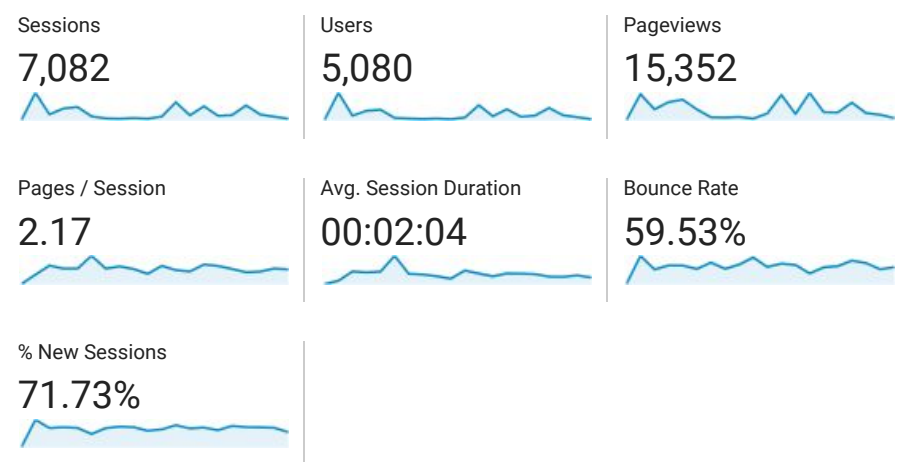 Sessions
7,082
Users
5,080
Pageviews
15,352
Pages / Session
2.17
Avg. Session Duration
00:02:04
Bounce Rate
59.53%
% New Sessions
71.73%